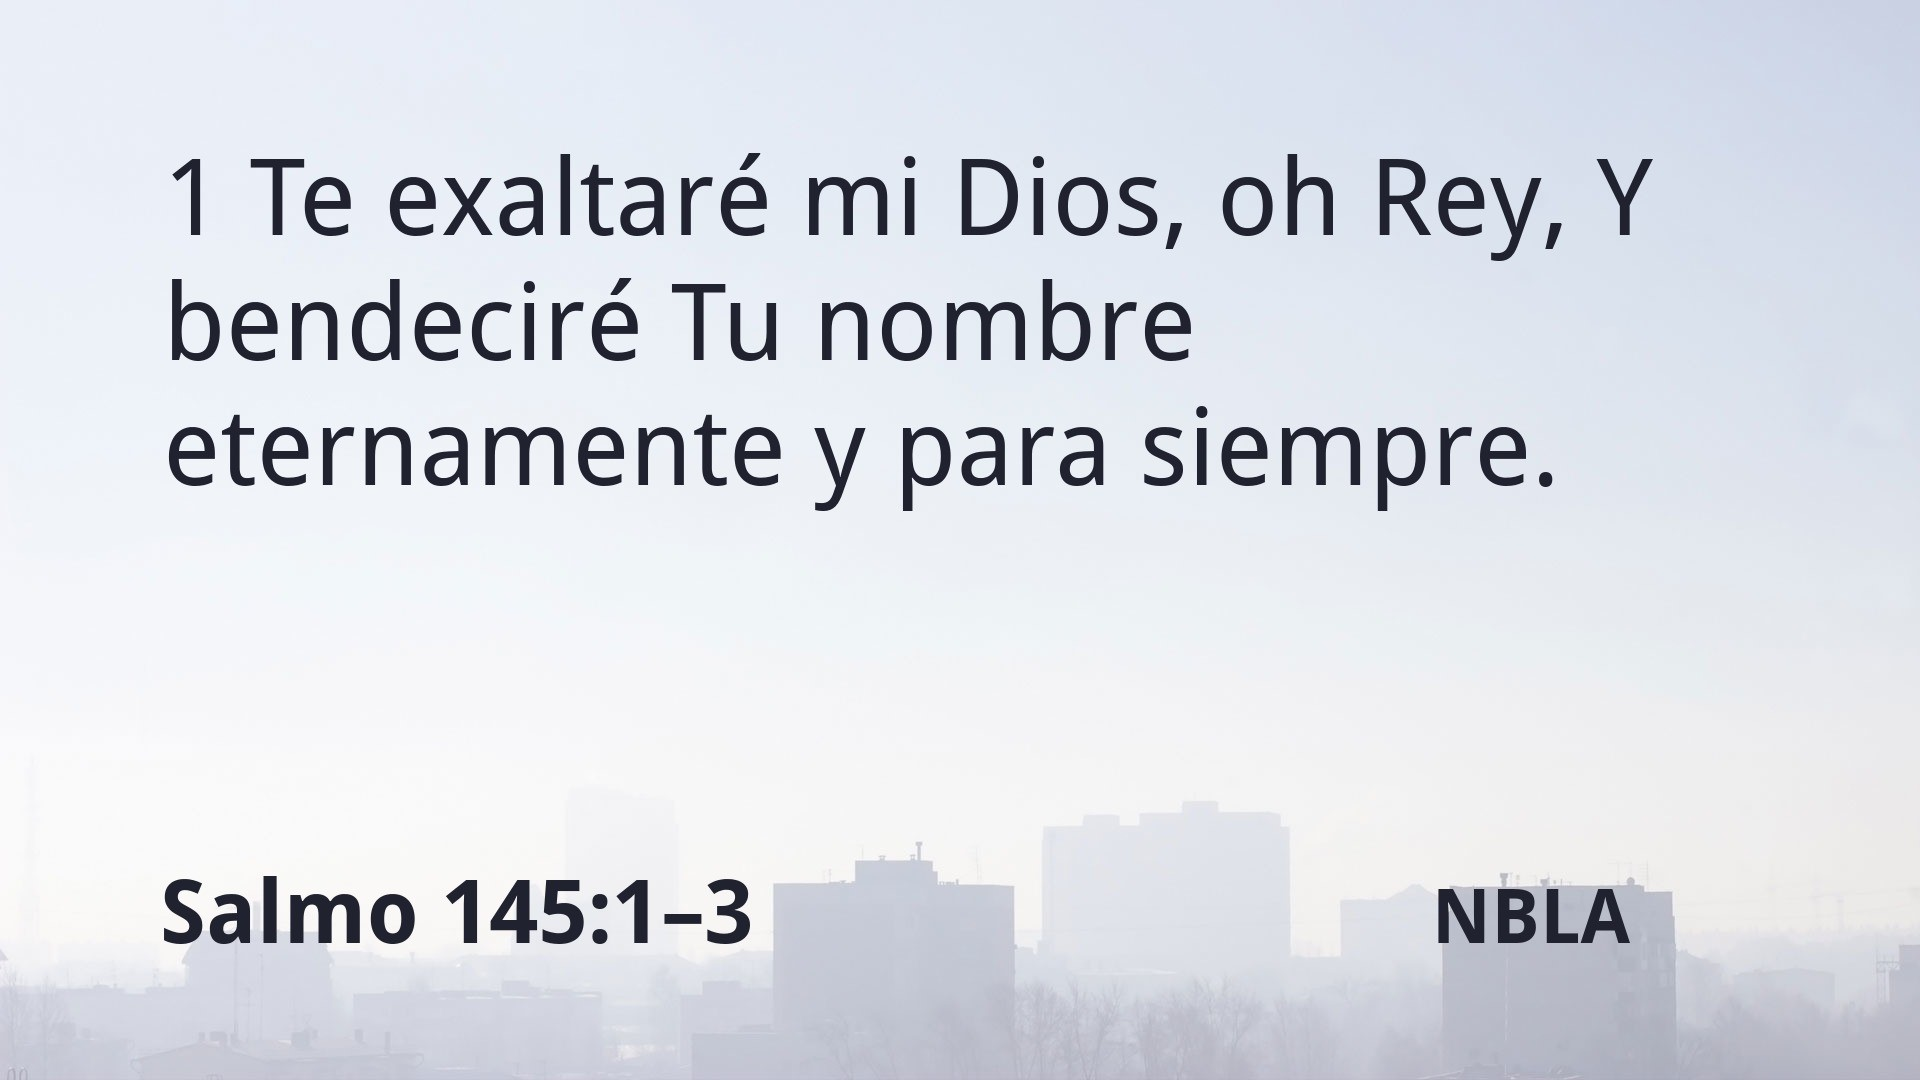 1 Te exaltaré mi Dios, oh Rey, Y
bendeciré Tu nombre
eternamente y para siempre.
Salmo 145:1–3
NBLA